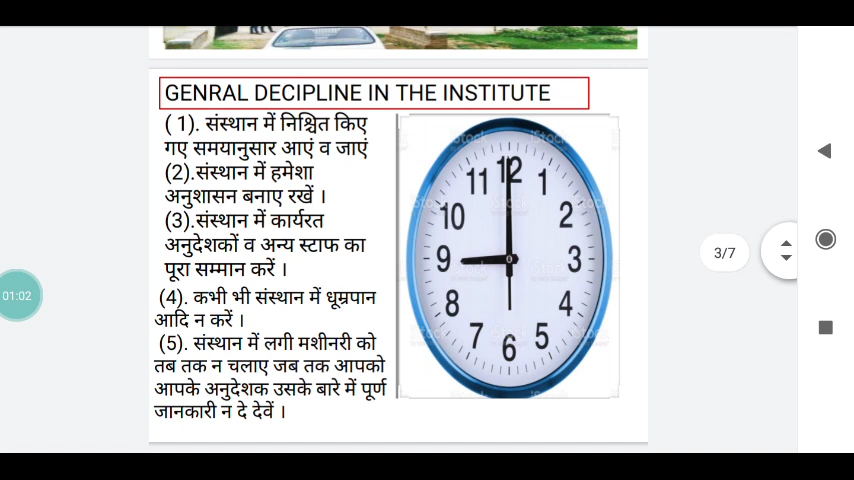 GENRAL DECIPLINE IN THE INSTITUTE
( 1). संस्थान में निश्चित किए
गए समयानुसार आएं व जाएं
(2).संस्थान में हमेशा
अनुशासन बनाए रखें ।
(3).संस्थान में कार्यरत
अनुदेशकों व अन्य स्टाफ का
पूरा सम्मान करें ।
(4). कभी भी संस्थान में धूम्रपान
आदि न करें ।
(5). संस्थान में लगी मशीनरी को
तब तक न चलाए जब तक आपको
आपके अनुदेशक उसके बारे में पूर्ण
जानकारी न दे देवें ।
12
11 1
10 2
9 3
8 4
7 5
6
3/7
01:02